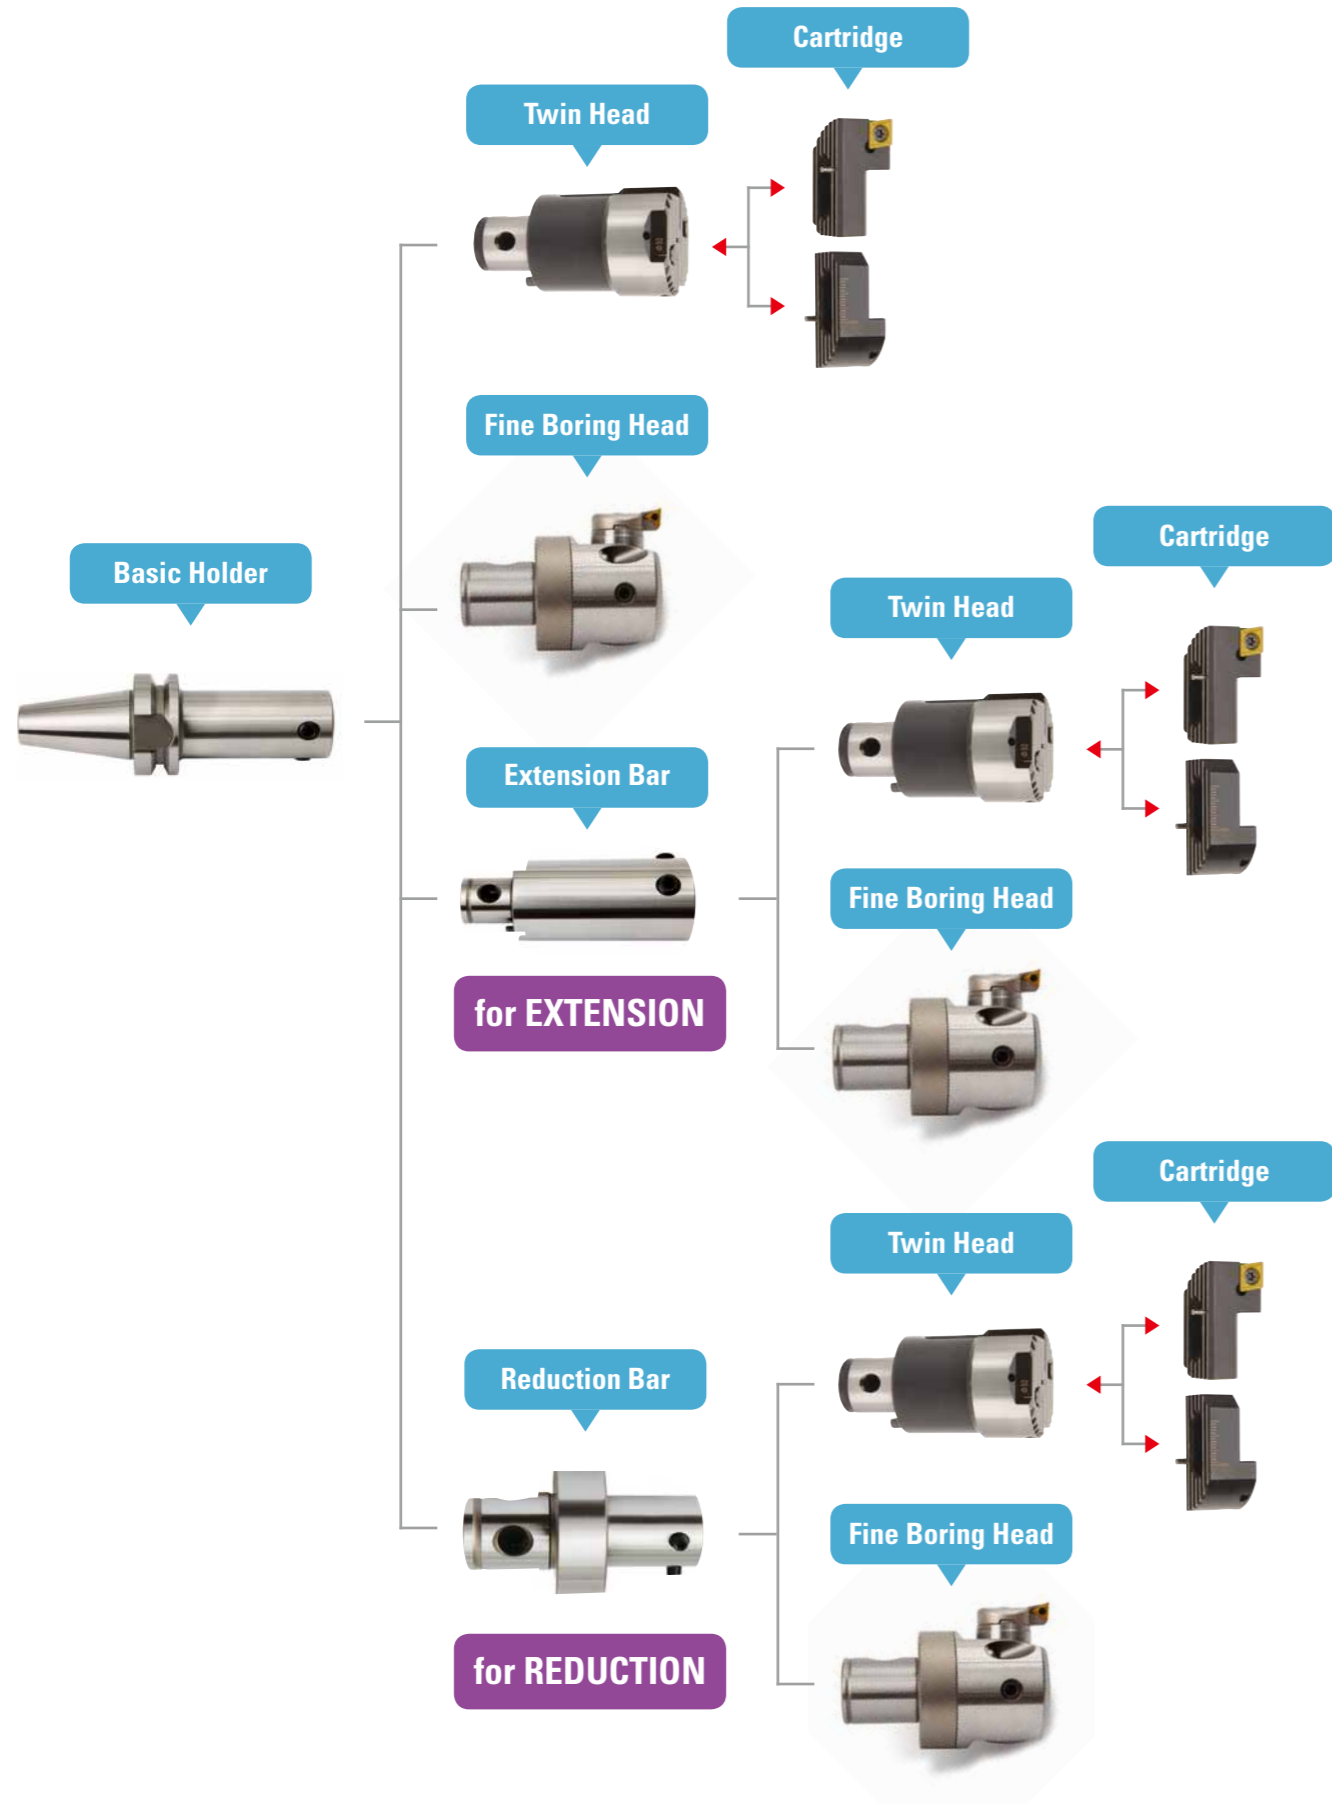 Cartridge
Twin Head
Fine Boring Head
Basic Holder
Extension Bar
for EXTENSION
Cartridge
Twin Head
Fine Boring Head
Reduction Bar
for REDUCTION
Cartridge
Twin Head
Fine Boring Head